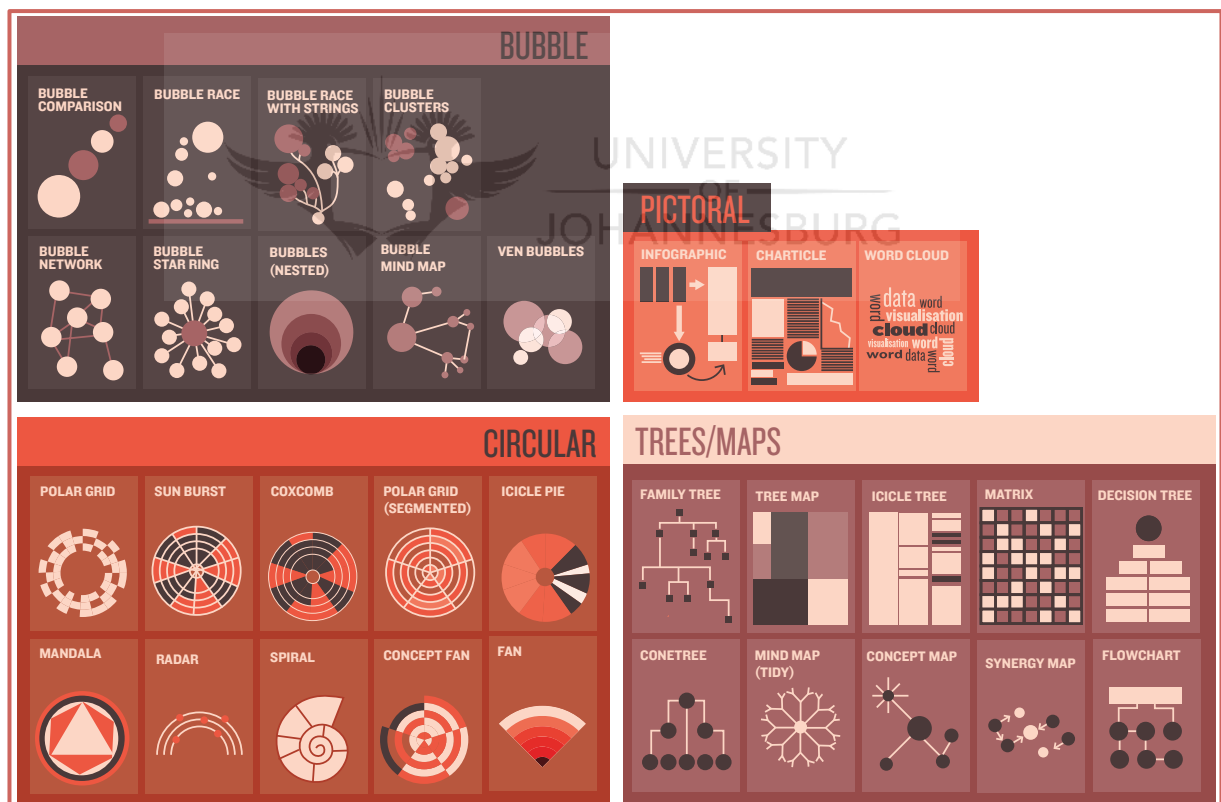 BUBBLE
BUBBLE
COMPARISON
BUBBLE RACE
BUBBLE RACE
WITH STRINGS
BUBBLE
CLUSTERS
BUBBLE
NETWORK
BUBBLE
STAR RING
BUBBLES
(NESTED)
BUBBLE
MIND MAP
VEN BUBBLES
UNIVERSITY
OF
JOHANNESBURG
PICTORAL
INFOGRAPHIC
CHARTICLE
WORD CLOUD
word
data word
visualisation
cloud cloud
visualisation word
word data
word
cloud
CIRCULAR
POLAR GRID
SUN BURST
COXCOMB
POLAR GRID
(SEGMENTED)
ICICLE PIE
MANDALA
RADAR
SPIRAL
CONCEPT FAN
FAN
TREES/MAPS
FAMILY TREE
TREE MAP
ICICLE TREE
MATRIX
DECISION TREE
CONETREE
MIND MAP
(TIDY)
CONCEPT MAP
SYNERGY MAP
FLOWCHART